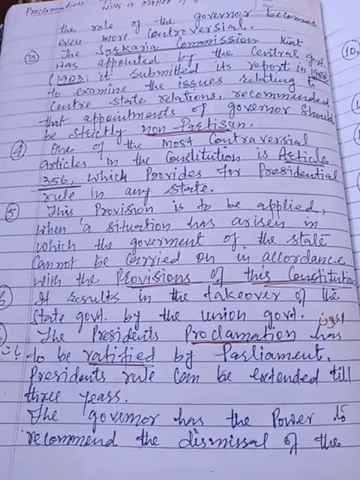 Proclamation:
the role of the governor becomes
even more controversial.
③ The Sarkaria Commission that
was appointed by the Central govt.
(1983; it submitted its report in 1988)
to examine the issues relating to
Centre state relations, recommended
that appointments of governor should
be strictly non Partisan.
④ One of the most contraversial
articles in the constitution is Article
356, which Provides for Presidential
rule in any state.
⑤ This Provision is to be applied,
when 'a situation has arisen in
which the goverment of the state
cannot be carried on in accordance
with the Provisions of this Constitution
It results in the takeover of the
state govt. by the union govt.
The Presidents Proclamation has
to be ratified by Parliament.
Presidents rule can be extended till
three years.
The governor has the Power to
recommend the dismissal of the